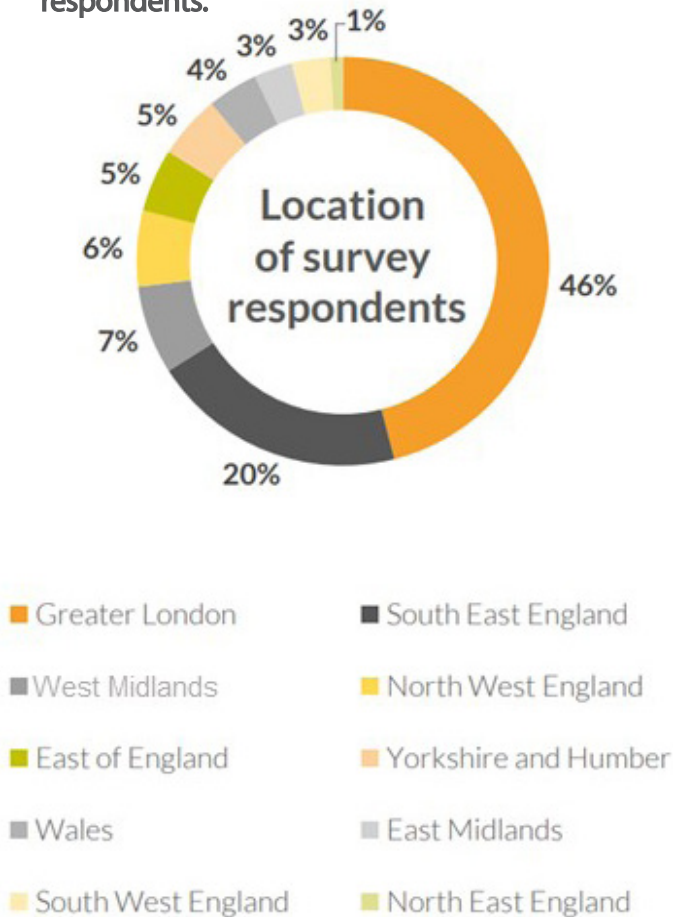 respondents.
1%
3%
3%
4%
5%
5%
6%
7%
20%
46%
Location
of survey
respondents
Greater London
South East England
West Midlands
North West England
East of England
Yorkshire and Humber
Wales
East Midlands
South West England
North East England